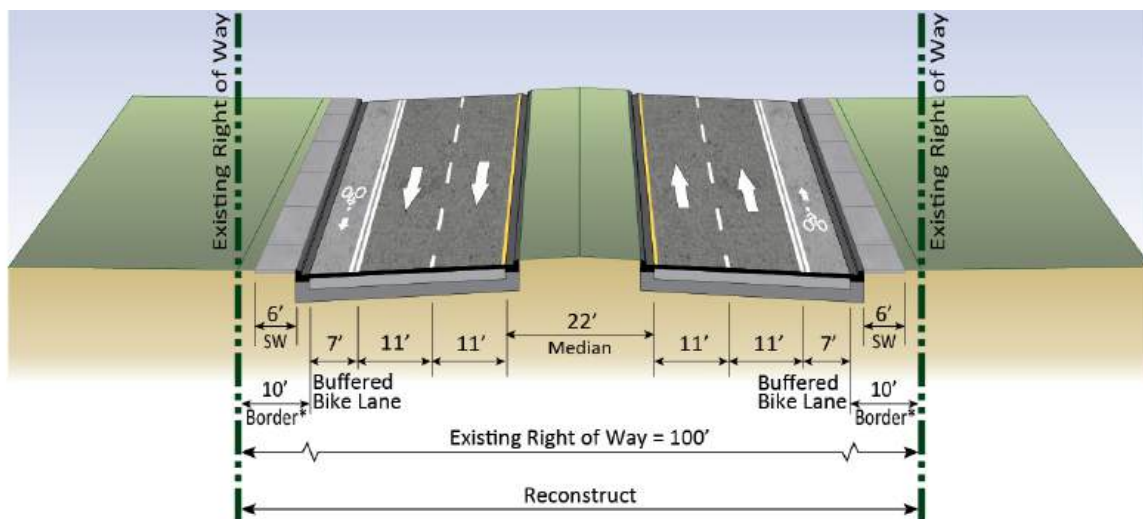 Existing Right of Way
Existing Right of Way
6'
SW
7'
11'
11'
22'
Median
11'
11'
7'
6'
SW
Buffered
Bike Lane
Buffered
Bike Lane
10'
Border*
10'
Border*
Existing Right of Way = 100'
Reconstruct